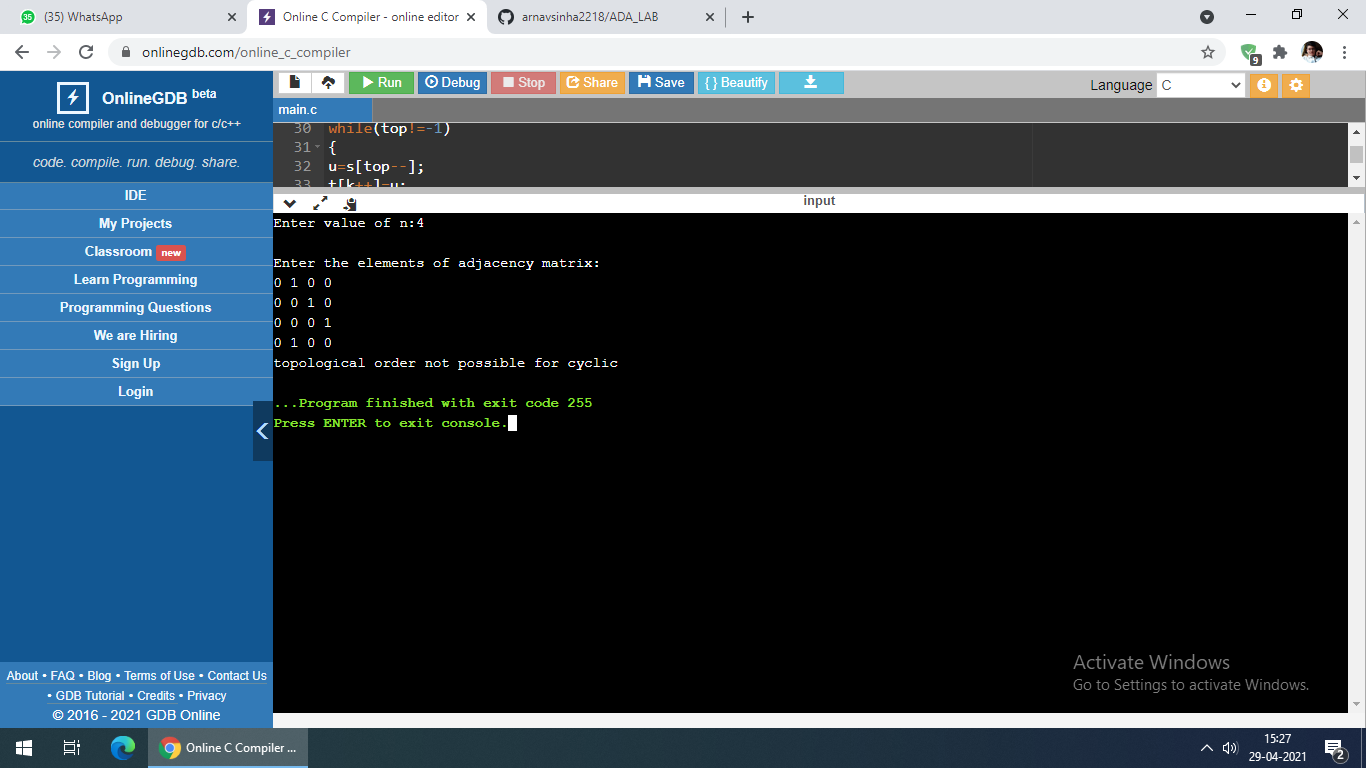 (35) WhatsApp
Online C Compiler - online editor
arnavsinha2218/ADA_LAB
onlinegdb.com/online_c_compiler
9
OnlineGDB beta
online compiler and debugger for c/c++
code. compile. run. debug. share.
IDE
My Projects
Classroom new
Learn Programming
Programming Questions
We are Hiring
Sign Up
Login
About • FAQ • Blog • Terms of Use • Contact Us
• GDB Tutorial • Credits • Privacy
© 2016 - 2021 GDB Online
Run Debug Stop Share Save { } Beautify
Language C
main.c
30 while(top!=-1)
31 {
32 u=s[top--];
33 t[k++]=u;
input
Enter value of n:4
Enter the elements of adjacency matrix:
0 1 0 0
0 0 1 0
0 0 0 1
0 1 0 0
topological order not possible for cyclic
...Program finished with exit code 255
Press ENTER to exit console.
Activate Windows
Go to Settings to activate Windows.
Online C Compiler ...
15:27
29-04-2021
2